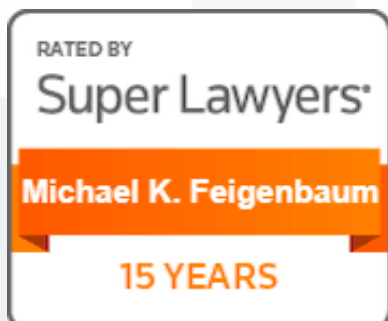 RATED BY
Super Lawyers®
Michael K. Feigenbaum
15 YEARS